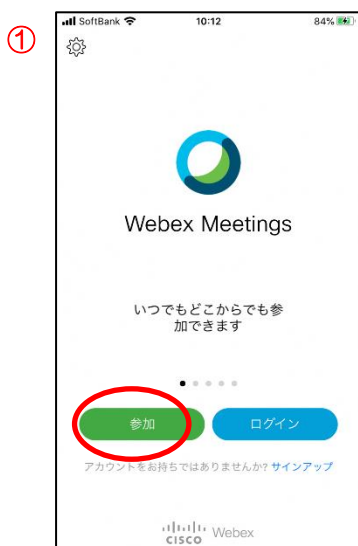 ①
SoftBank 10:12 84%
Webex Meetings
いつでもどこからでも参
加できます
参加 ログイン
アカウントをお持ちではありませんか? サインアップ
CISCO Webex